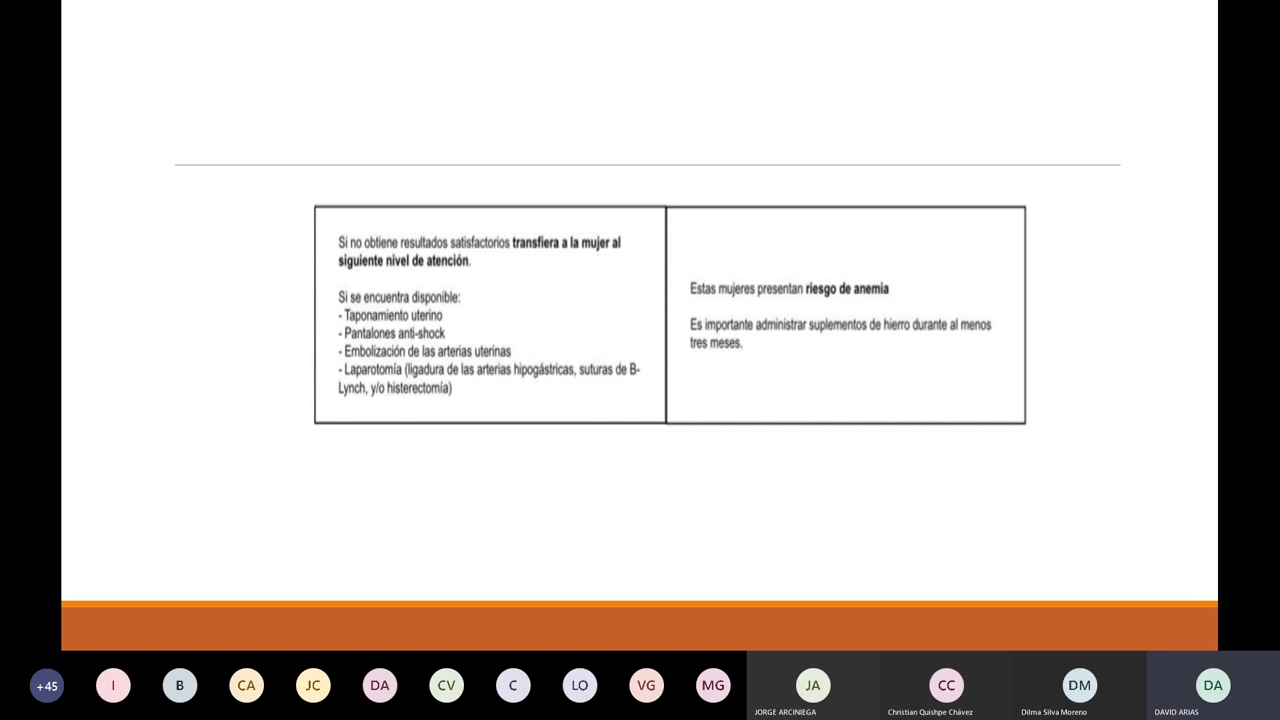 Si no obtiene resultados satisfactorios transfiera a la mujer al
siguiente nivel de atención.
Si se encuentra disponible:
- Taponamiento uterino
- Pantalones anti-shock
- Embolización de las arterias uterinas
- Laparotomía (ligadura de las arterias hipogástricas, suturas de B-
Lynch, y/o histerectomía)
Estas mujeres presentan riesgo de anemia
Es importante administrar suplementos de hierro durante al menos
tres meses.
+45
I
B
CA
JC
DA
CV
C
LO
VG
MG
JA
JORGE ARCINIEGA
CC
Christian Quishpe Chávez
DM
Dilma Silva Moreno
DA
DAVID ARIAS